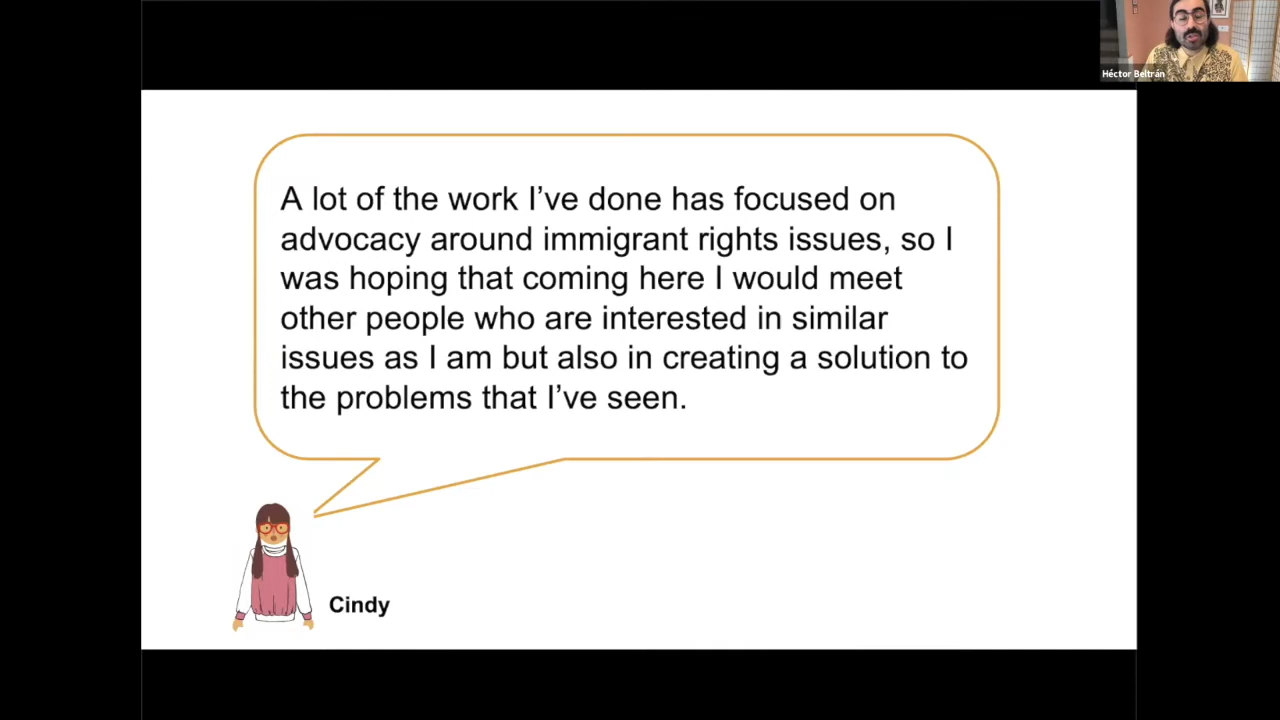 Héctor Beltrán
A lot of the work I’ve done has focused on
advocacy around immigrant rights issues, so I
was hoping that coming here I would meet
other people who are interested in similar
issues as I am but also in creating a solution to
the problems that I’ve seen.
Cindy